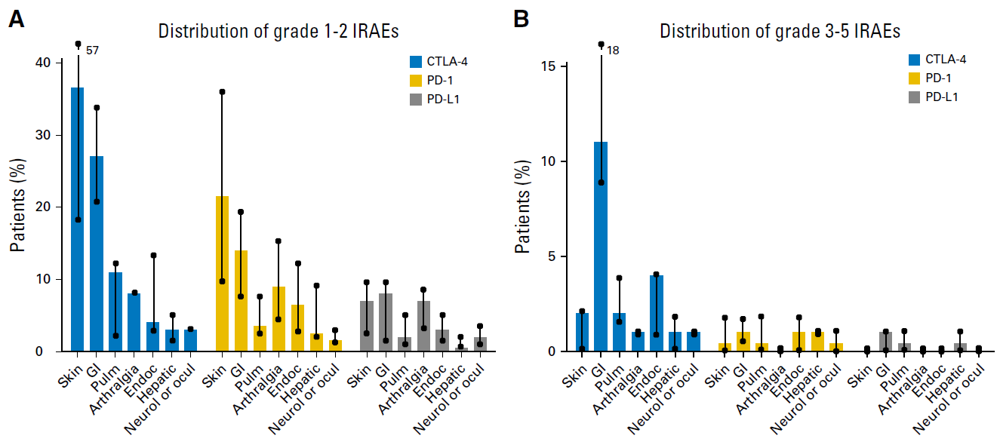 A
Distribution of grade 1-2 IRAEs
57
CTLA-4
PD-1
PD-L1
Patients (%)
40
30
20
10
0
Skin
GI
Pulm
Arthralgia
Endoc
Hepatic
Neurol or ocul
Skin
GI
Pulm
Arthralgia
Endoc
Hepatic
Neurol or ocul
Skin
GI
Pulm
Arthralgia
Endoc
Hepatic
Neurol or ocul
B
Distribution of grade 3-5 IRAEs
18
CTLA-4
PD-1
PD-L1
Patients (%)
15
10
5
0
Skin
GI
Pulm
Arthralgia
Endoc
Hepatic
Neurol or ocul
Skin
GI
Pulm
Arthralgia
Endoc
Hepatic
Neurol or ocul
Skin
GI
Pulm
Arthralgia
Endoc
Hepatic
Neurol or ocul